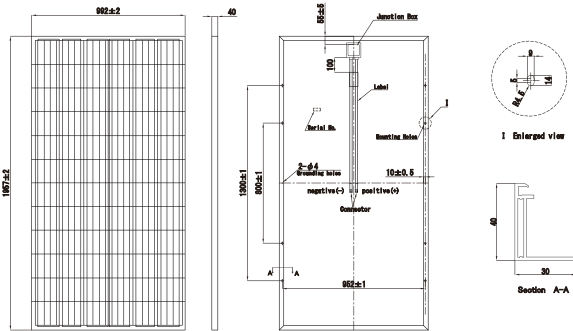 992±2
40
1957±2
55±5
Junction Box
100
Label
Serial No.
I
Mounting Holes
1300±1
800±1
2-φ4
Grounding holes
10±0.5
negative(-)
positive(+)
Connector
A
A
952±1
9
5
14
R4.5
I Enlarged view
40
30
Section A-A